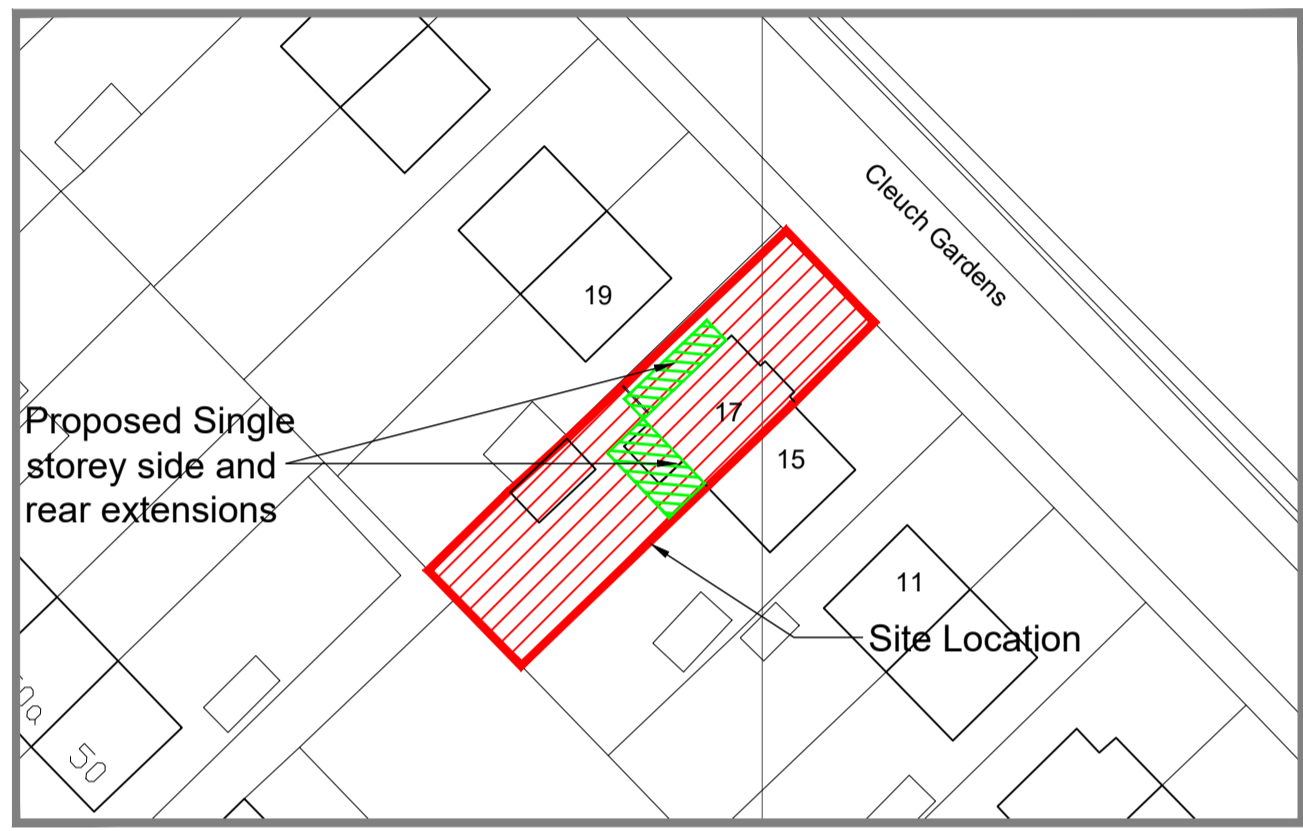 Cleuch Gardens
19
17
15
11
Proposed Single
storey side and
rear extensions
Site Location
50